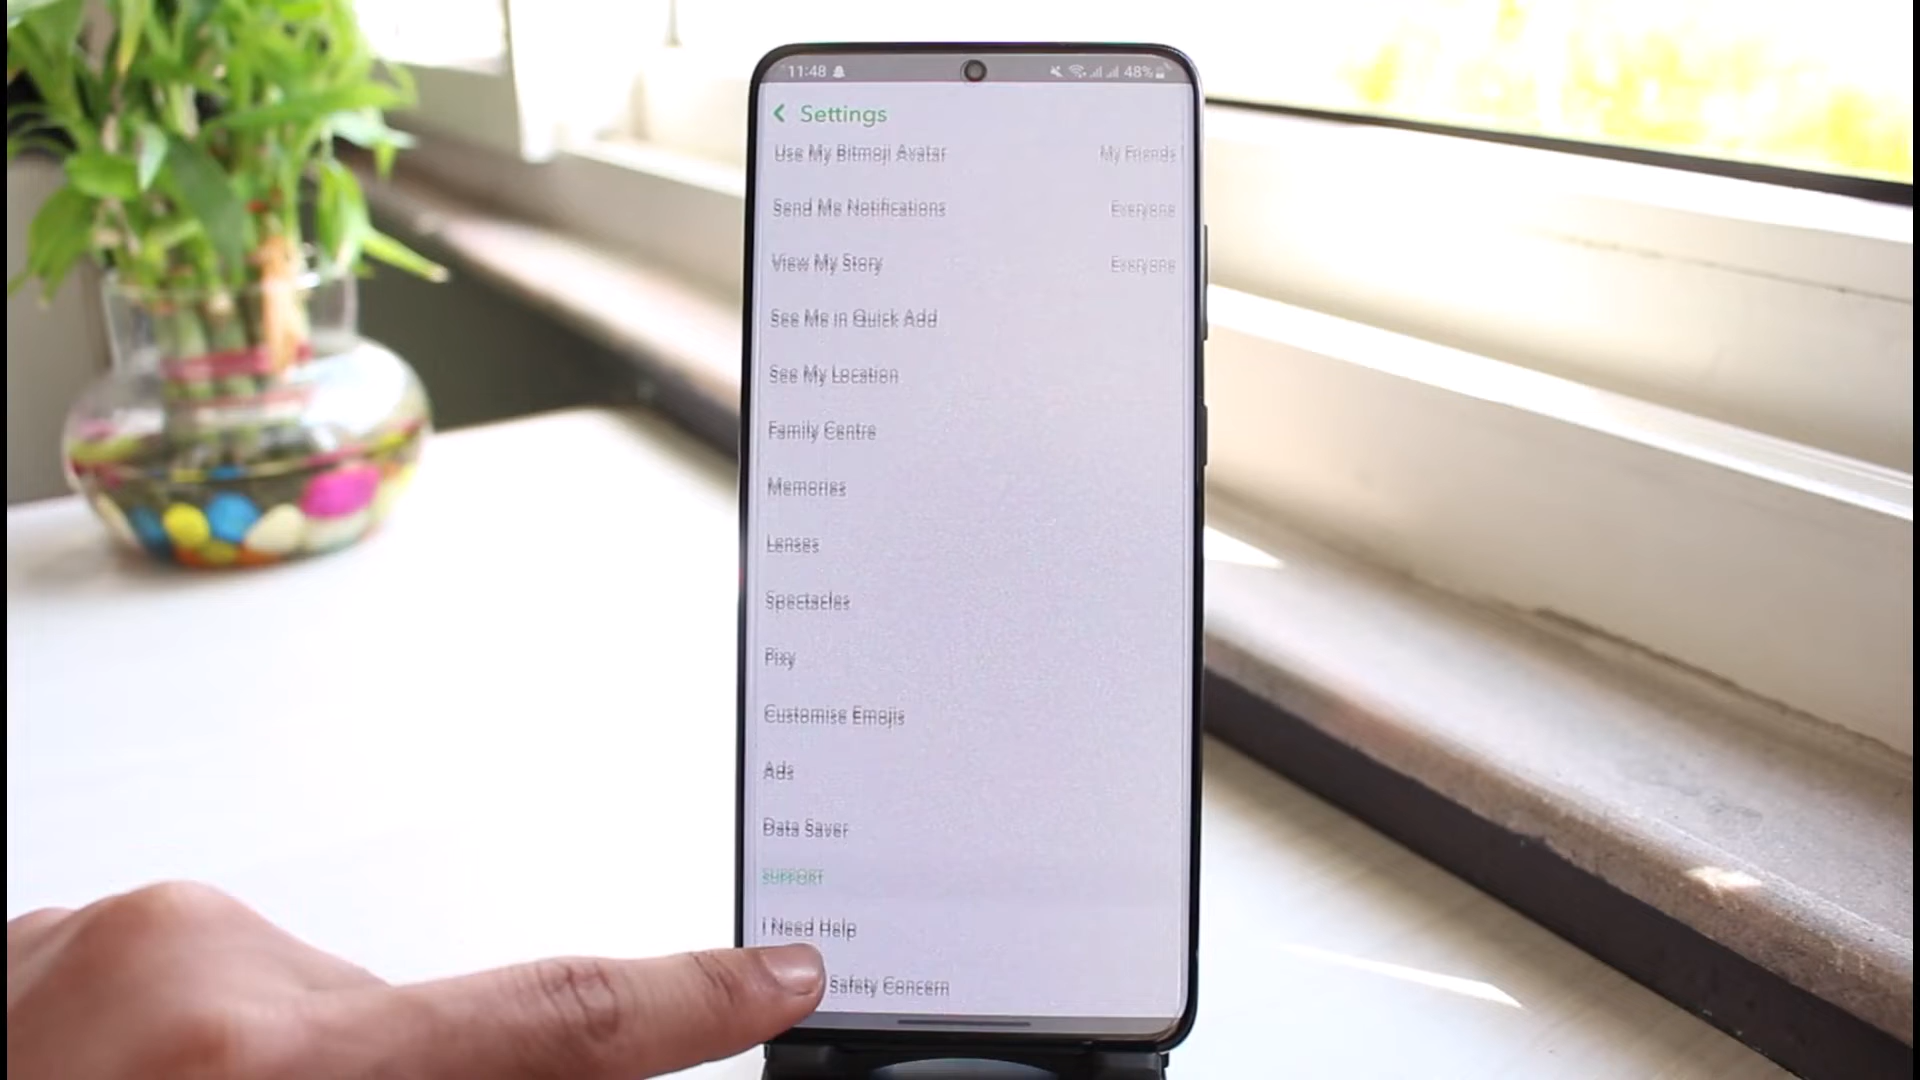 11:48 48%
Settings
Use My Bitmoji Avatar My Friends
Send Me Notifications Everyone
View My Story Everyone
See Me in Quick Add
See My Location
Family Centre
Memories
Lenses
Spectacles
Pixy
Customise Emojis
Ads
Data Saver
SUPPORT
I Need Help
Safety Concern